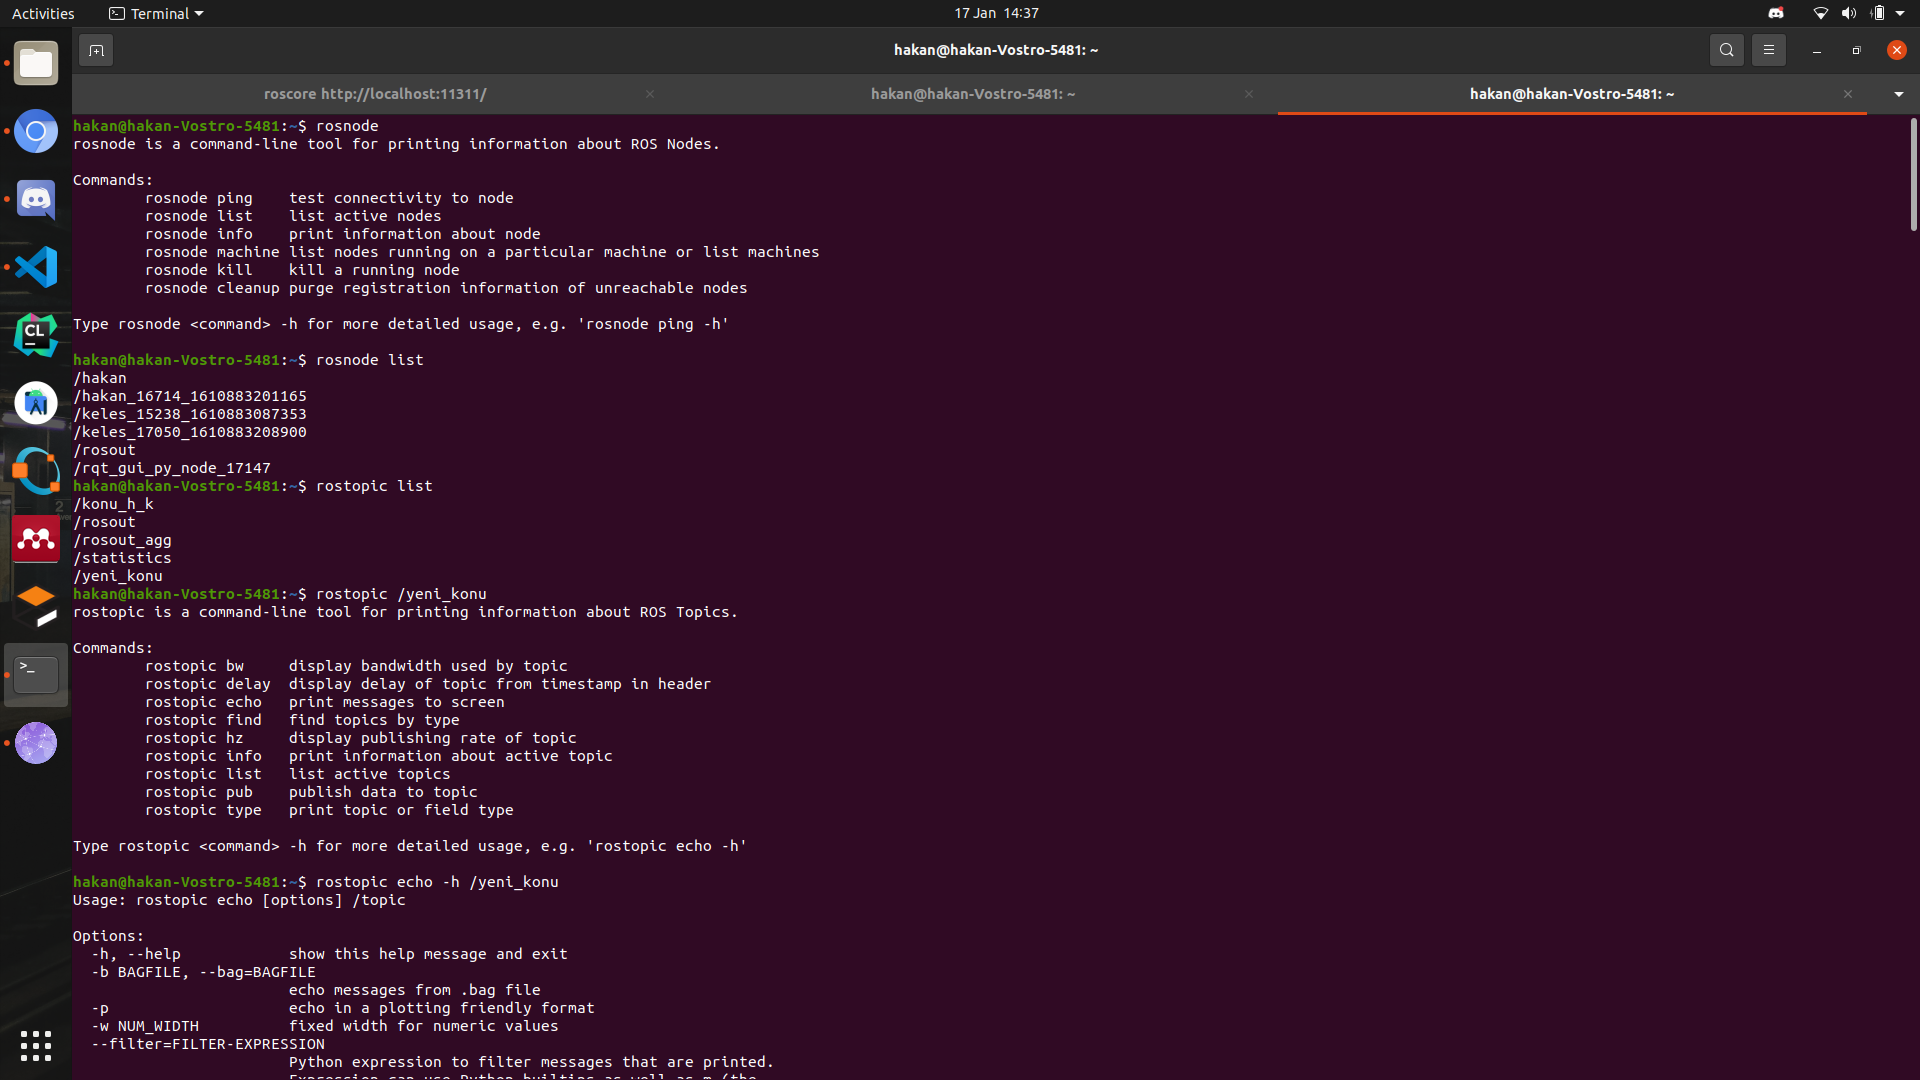 Activities
Terminal
17 Jan 14:37
hakan@hakan-Vostro-5481: ~
roscore http://localhost:11311/
hakan@hakan-Vostro-5481: ~
hakan@hakan-Vostro-5481: ~
hakan@hakan-Vostro-5481:~$ rosnode
rosnode is a command-line tool for printing information about ROS Nodes.
Commands:
rosnode ping    test connectivity to node
rosnode list    list active nodes
rosnode info    print information about node
rosnode machine list nodes running on a particular machine or list machines
rosnode kill    kill a running node
rosnode cleanup purge registration information of unreachable nodes
Type rosnode <command> -h for more detailed usage, e.g. 'rosnode ping -h'
hakan@hakan-Vostro-5481:~$ rosnode list
/hakan
/hakan_16714_1610883201165
/keles_15238_1610883087353
/keles_17050_1610883208900
/rosout
/rqt_gui_py_node_17147
hakan@hakan-Vostro-5481:~$ rostopic list
/konu_h_k
/rosout
/rosout_agg
/statistics
/yeni_konu
hakan@hakan-Vostro-5481:~$ rostopic /yeni_konu
rostopic is a command-line tool for printing information about ROS Topics.
Commands:
rostopic bw     display bandwidth used by topic
rostopic delay  display delay of topic from timestamp in header
rostopic echo   print messages to screen
rostopic find   find topics by type
rostopic hz     display publishing rate of topic
rostopic info   print information about active topic
rostopic list   list active topics
rostopic pub    publish data to topic
rostopic type   print topic or field type
Type rostopic <command> -h for more detailed usage, e.g. 'rostopic echo -h'
hakan@hakan-Vostro-5481:~$ rostopic echo -h /yeni_konu
Usage: rostopic echo [options] /topic
Options:
-h, --help            show this help message and exit
-b BAGFILE, --bag=BAGFILE
echo messages from .bag file
-p                    echo in a plotting friendly format
-w NUM_WIDTH          fixed width for numeric values
--filter=FILTER-EXPRESSION
Python expression to filter messages that are printed.
Expression can use Python builtins as well as m (the
CL